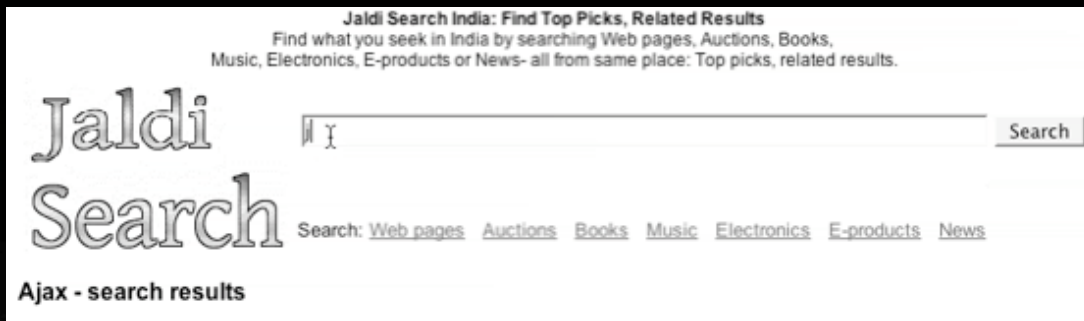 Jaldi Search India: Find Top Picks, Related Results
Find what you seek in India by searching Web pages, Auctions, Books,
Music, Electronics, E-products or News- all from same place: Top picks, related results.
Jaldi
Search
Search
Search: Web pages Auctions Books Music Electronics E-products News
Ajax - search results